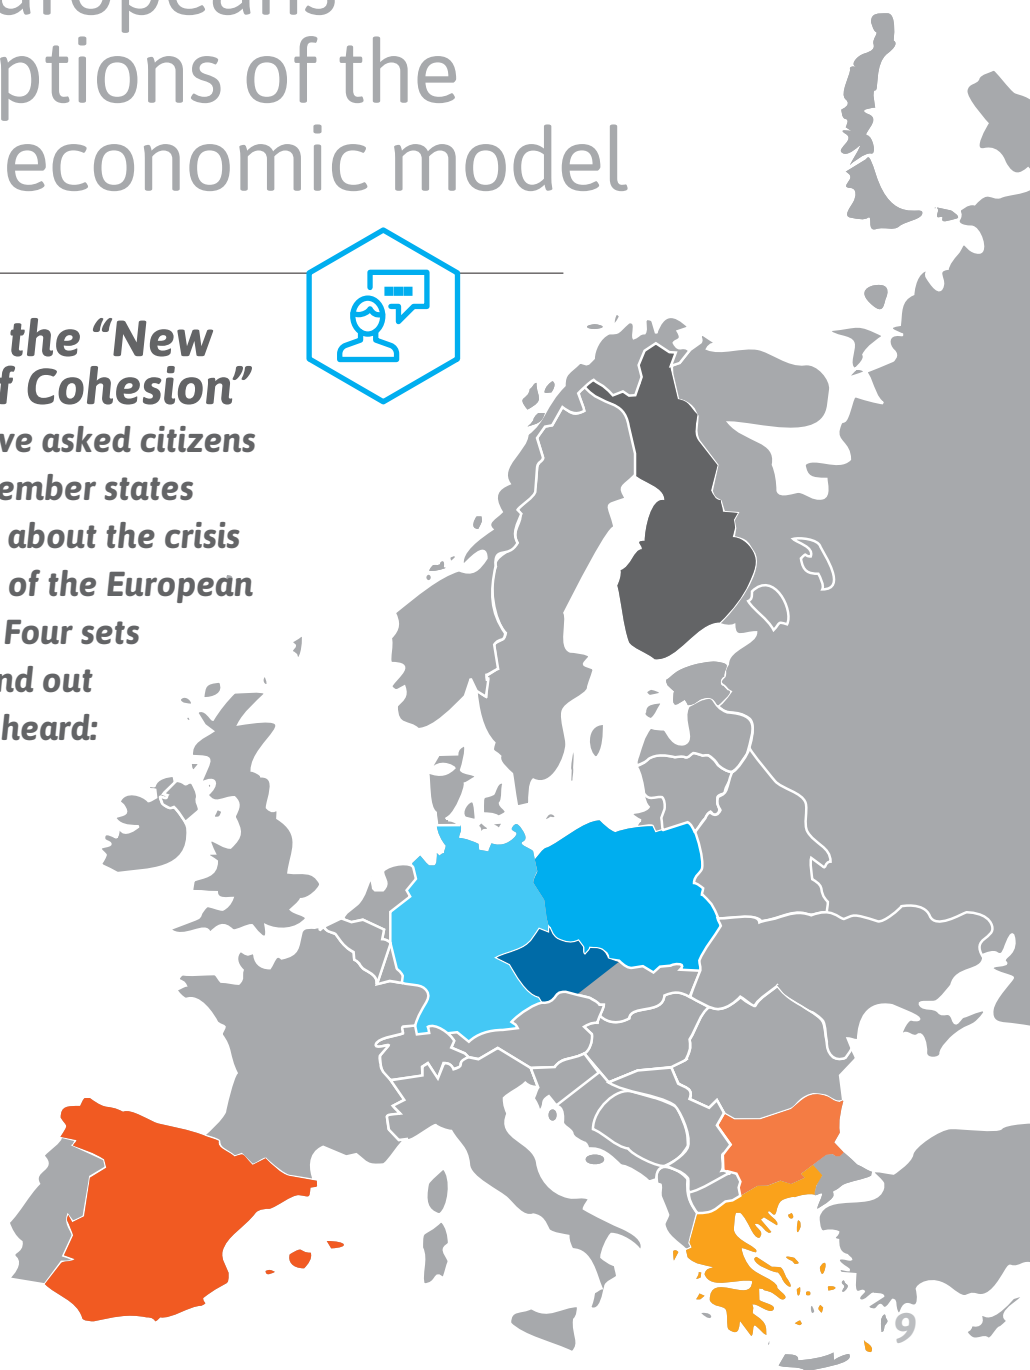 ptions of the
economic model
the “New
f Cohesion”
ve asked citizens
ember states
about the crisis
of the European
Four sets
nd out
heard:
9